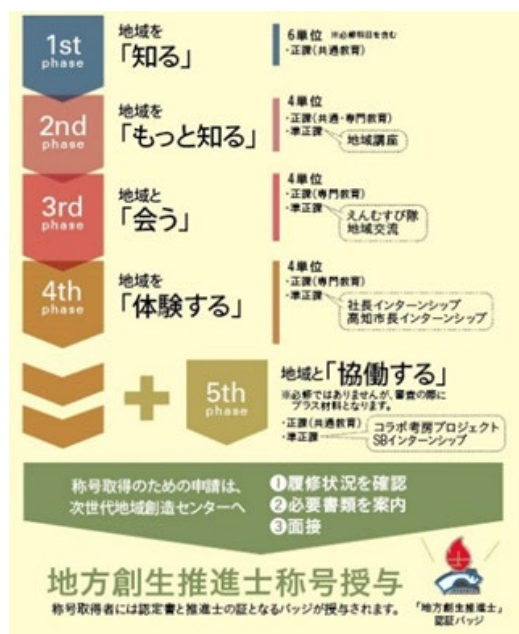 1st
phase
地域を
「知る」
6単位 ※必修科目を含む
・正課(共通教育)
2nd
phase
地域を
「もっと知る」
4単位
・正課(共通・専門教育)
・準正課
地域講座
3rd
phase
地域と
「会う」
4単位
・正課(専門教育)
・準正課
えんむすび隊
地域交流
4th
phase
地域を
「体験する」
4単位
・正課(専門教育)
・準正課
社長インターンシップ
高知市長インターンシップ
+
5th
phase
地域と「協働する」
※必修ではありませんが、審査の際に
プラス材料となります。
・正課(共通教育)
・準正課
コラボ考房プロジェクト
SBインターンシップ
称号取得のための申請は、
次世代地域創造センターへ
❶履修状況を確認
❷必要書類を案内
❸面接
地方創生推進士称号授与
称号取得者には認定書と推進士の証となるバッジが授与されます。
「地方創生推進士」
認証バッジ